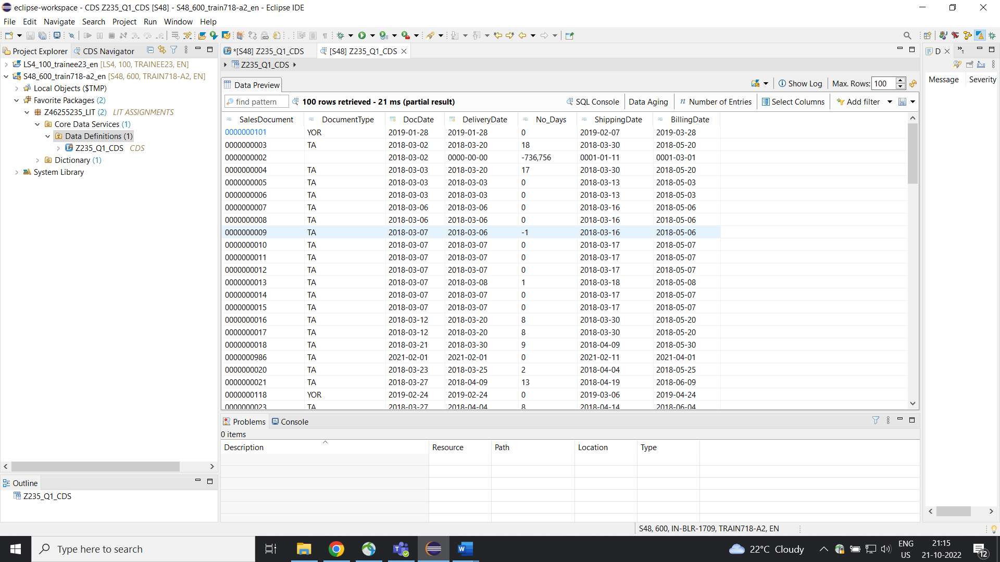 eclipse-workspace - CDS Z235_Q1_CDS [S48] - S48_600_train718-a2_en - Eclipse IDE
File Edit Navigate Search Project Run Window Help
Project Explorer CDS Navigator
LS4_100_trainee23_en [LS4, 100, TRAINEE23, EN]
S48_600_train718-a2_en [S48, 600, TRAIN718-A2, EN]
Local Objects ($TMP)
Favorite Packages (2)
Z46255235_LIT (2) LIT ASSIGNMENTS
Core Data Services (1)
Data Definitions (1)
Z235_Q1_CDS CDS
Dictionary (1)
System Library
Outline
Z235_Q1_CDS
*[S48] Z235_Q1_CDS [S48] Z235_Q1_CDS
Z235_Q1_CDS
Data Preview Show Log Max. Rows: 100
find pattern 100 rows retrieved - 21 ms (partial result) SQL Console Data Aging n Number of Entries Select Columns Add filter
SalesDocument DocumentType DocDate DeliveryDate No_Days ShippingDate BillingDate
0000000101 YOR 2019-01-28 2019-01-28 0 2019-02-07 2019-03-28
0000000003 TA 2018-03-02 2018-03-20 18 2018-03-30 2018-05-20
0000000002 2018-03-02 0000-00-00 -736,756 0001-01-11 0001-03-01
0000000004 TA 2018-03-03 2018-03-20 17 2018-03-30 2018-05-20
0000000005 TA 2018-03-03 2018-03-03 0 2018-03-13 2018-05-03
0000000006 TA 2018-03-03 2018-03-03 0 2018-03-13 2018-05-03
0000000007 TA 2018-03-06 2018-03-06 0 2018-03-16 2018-05-06
0000000008 TA 2018-03-06 2018-03-06 0 2018-03-16 2018-05-06
0000000009 TA 2018-03-07 2018-03-06 -1 2018-03-16 2018-05-06
0000000010 TA 2018-03-07 2018-03-07 0 2018-03-17 2018-05-07
0000000011 TA 2018-03-07 2018-03-07 0 2018-03-17 2018-05-07
0000000012 TA 2018-03-07 2018-03-07 0 2018-03-17 2018-05-07
0000000013 TA 2018-03-07 2018-03-08 1 2018-03-18 2018-05-08
0000000014 TA 2018-03-07 2018-03-07 0 2018-03-17 2018-05-07
0000000015 TA 2018-03-07 2018-03-07 0 2018-03-17 2018-05-07
0000000016 TA 2018-03-12 2018-03-20 8 2018-03-30 2018-05-20
0000000017 TA 2018-03-12 2018-03-20 8 2018-03-30 2018-05-20
0000000018 TA 2018-03-21 2018-03-30 9 2018-04-09 2018-05-30
0000000986 TA 2021-02-01 2021-02-01 0 2021-02-11 2021-04-01
0000000020 TA 2018-03-23 2018-03-25 2 2018-04-04 2018-05-25
0000000021 TA 2018-03-27 2018-04-09 13 2018-04-19 2018-06-09
0000000118 YOR 2019-02-24 2019-02-24 0 2019-03-06 2019-04-24
0000000023 TA 2018-03-27 2018-04-04 8 2018-04-14 2018-06-04
Problems Console
0 items
Description Resource Path Location Type
D
Message Severity
S48, 600, IN-BLR-1709, TRAIN718-A2, EN
Type here to search
22°C Cloudy
ENG
US
21:15
21-10-2022
12